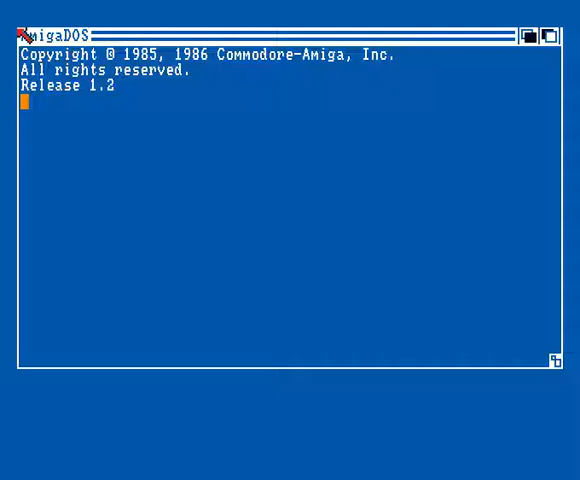 AmigaDOS
Copyright © 1985, 1986 Commodore-Amiga, Inc.
All rights reserved.
Release 1.2